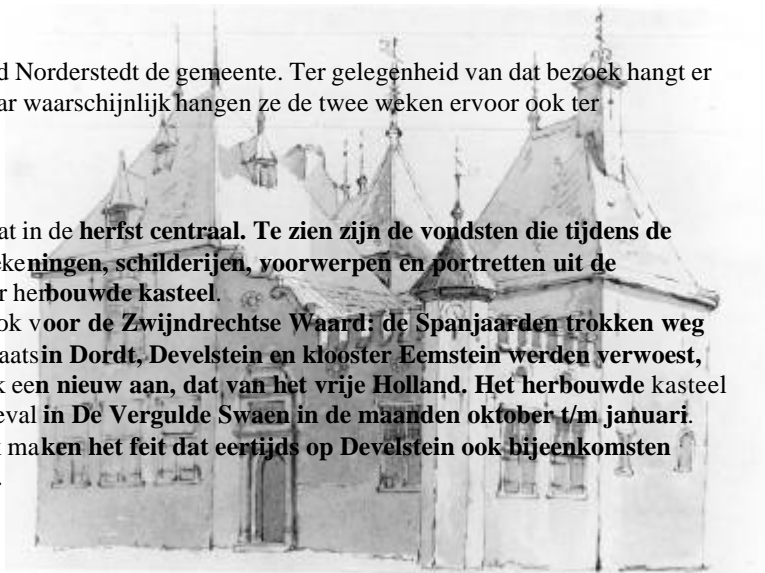 d Norderstedt de gemeente. Ter gelegenheid van dat bezoek hangt er
ar waarschijnlijk hangen ze de twee weken ervoor ook ter
at in de herfst centraal. Te zien zijn de vondsten die tijdens de
ekeningen, schilderijen, voorwerpen en portretten uit de
r herbouwde kasteel.
ok voor de Zwijndrechtse Waard: de Spanjaarden trokken weg
aats in Dordt, Develstein en klooster Eemstein werden verwoest,
k een nieuw aan, dat van het vrije Holland. Het herbouwde kasteel
eval in De Vergulde Swaen in de maanden oktober t/m januari.
t maken het feit dat eertijds op Develstein ook bijeenkomsten
.